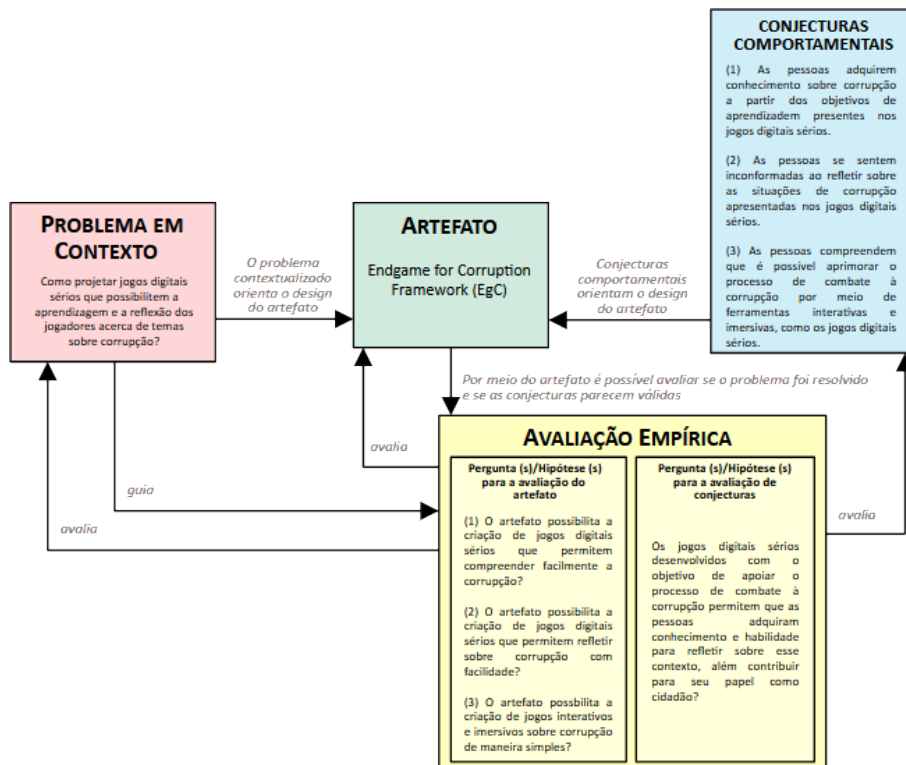 CONJECTURAS
COMPORTAMENTAIS
(1) As pessoas adquirem
conhecimento sobre corrupção
a partir dos objetivos de
aprendizadem presentes nos
jogos digitais sérios.
(2) As pessoas se sentem
inconformadas ao refletir sobre
as situações de corrupção
apresentadas nos jogos digitais
sérios.
(3) As pessoas compreendem
que é possível aprimorar o
processo de combate à
corrupção por meio de
ferramentas interativas e
imersivas, como os jogos digitais
sérios.
PROBLEMA EM
CONTEXTO
Como projetar jogos digitais
sérios que possibilitem a
aprendizagem e a reflexão dos
jogadores acerca de temas
sobre corrupção?
O problema
contextualizado
orienta o design
do artefato
ARTEFATO
Endgame for Corruption
Framework (EgC)
Conjecturas
comportamentais
orientam o design
do artefato
Por meio do artefato é possível avaliar se o problema foi resolvido
e se as conjecturas parecem válidas
avalia
guia
avalia
avalia
AVALIAÇÃO EMPÍRICA
Pergunta (s)/Hipótese (s)
para a avaliação do
artefato
(1) O artefato possibilita a
criação de jogos digitais
sérios que permitem
compreender facilmente a
corrupção?
(2) O artefato possibilita a
criação de jogos digitais
sérios que permitem refletir
sobre corrupção com
facilidade?
(3) O artefato possbilita a
criação de jogos interativos
e imersivos sobre corrupção
de maneira simples?
Pergunta (s)/Hipótese (s)
para a avaliação de
conjecturas
Os jogos digitais sérios
desenvolvidos com o
objetivo de apoiar o
processo de combate à
corrupção permitem que as
pessoas adquiram
conhecimento e habilidade
para refletir sobre esse
contexto, além contribuir
para seu papel como
cidadão?